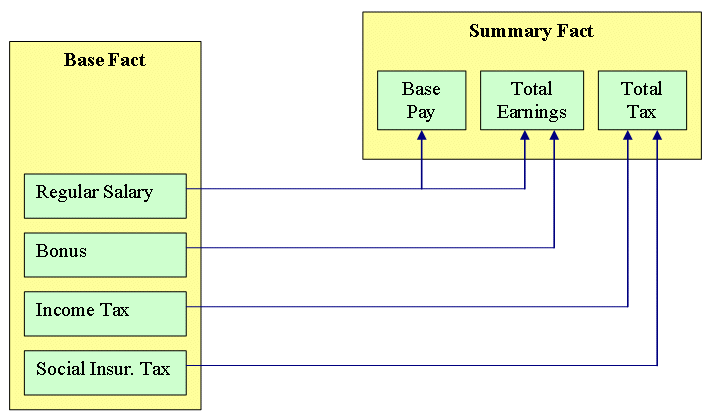 Base Fact
Regular Salary
Bonus
Income Tax
Social Insur. Tax
Summary Fact
Base
Pay
Total
Earnings
Total
Tax